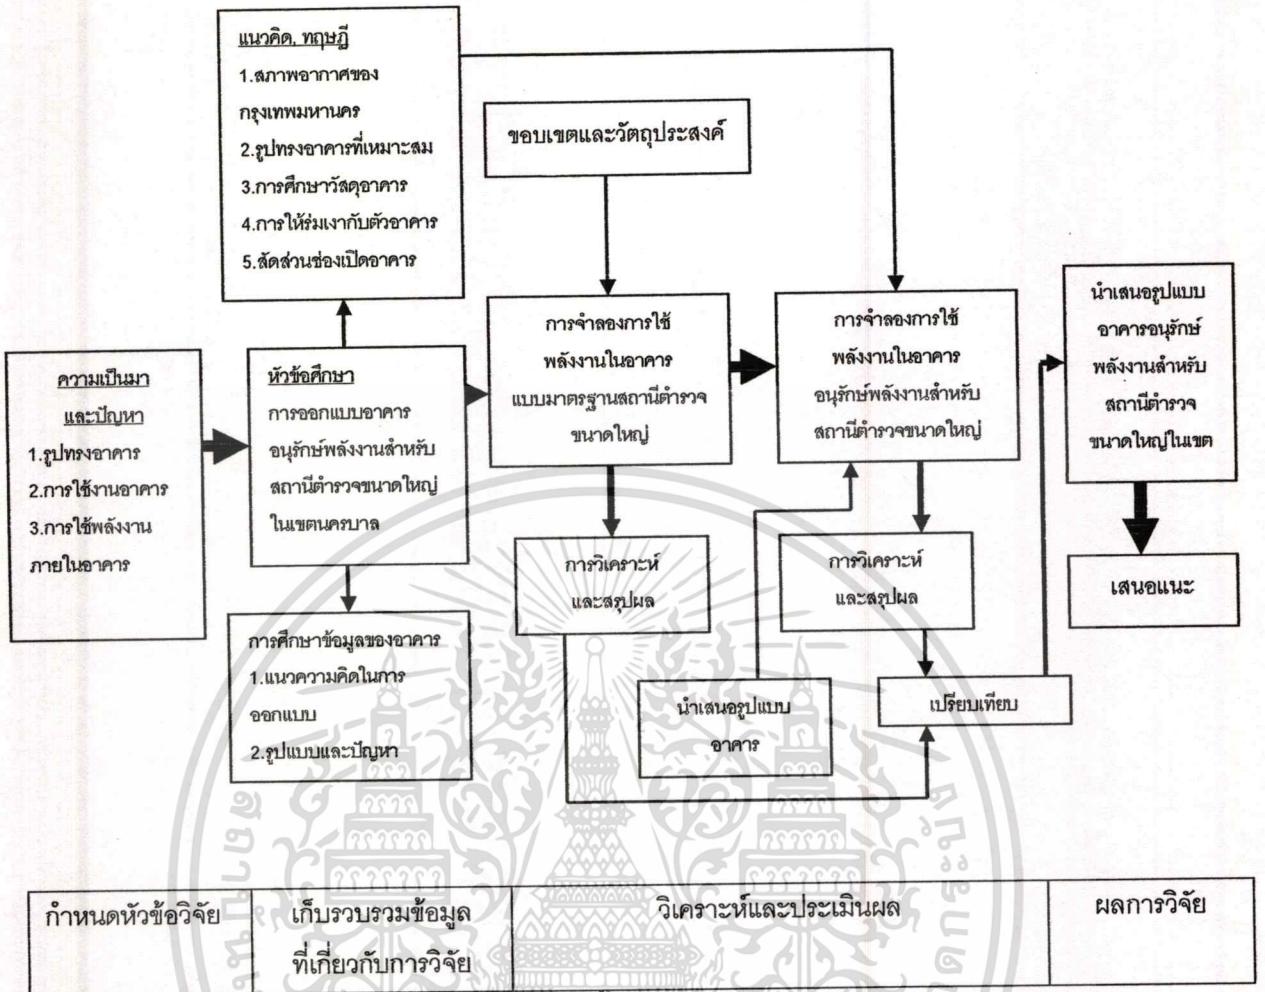 แนวคิด, ทฤษฎี
1.สภาพอากาศของ
กรุงเทพมหานคร
2.รูปทรงอาคารที่เหมาะสม
3.การศึกษาวัสดุอาคาร
4.การให้ร่มเงากับตัวอาคาร
5.สัดส่วนช่องเปิดอาคาร
ขอบเขตและวัตถุประสงค์
ความเป็นมา
และปัญหา
1.รูปทรงอาคาร
2.การใช้งานอาคาร
3.การใช้พลังงาน
ภายในอาคาร
หัวข้อศึกษา
การออกแบบอาคาร
อนุรักษ์พลังงานสำหรับ
สถานีตำรวจขนาดใหญ่
ในเขตนครบาล
การจำลองการใช้
พลังงานในอาคาร
แบบมาตรฐานสถานีตำรวจ
ขนาดใหญ่
การจำลองการใช้
พลังงานในอาคาร
อนุรักษ์พลังงานสำหรับ
สถานีตำรวจขนาดใหญ่
นำเสนอรูปแบบ
อาคารอนุรักษ์
พลังงานสำหรับ
สถานีตำรวจ
ขนาดใหญ่ในเขต
การศึกษาข้อมูลของอาคาร
1.แนวความคิดในการ
ออกแบบ
2.รูปแบบและปัญหา
การวิเคราะห์
และสรุปผล
นำเสนอรูปแบบ
อาคาร
การวิเคราะห์
และสรุปผล
เปรียบเทียบ
เสนอแนะ
กำหนดหัวข้อวิจัย
เก็บรวบรวมข้อมูล
ที่เกี่ยวกับการวิจัย
วิเคราะห์และประเมินผล
ผลการวิจัย